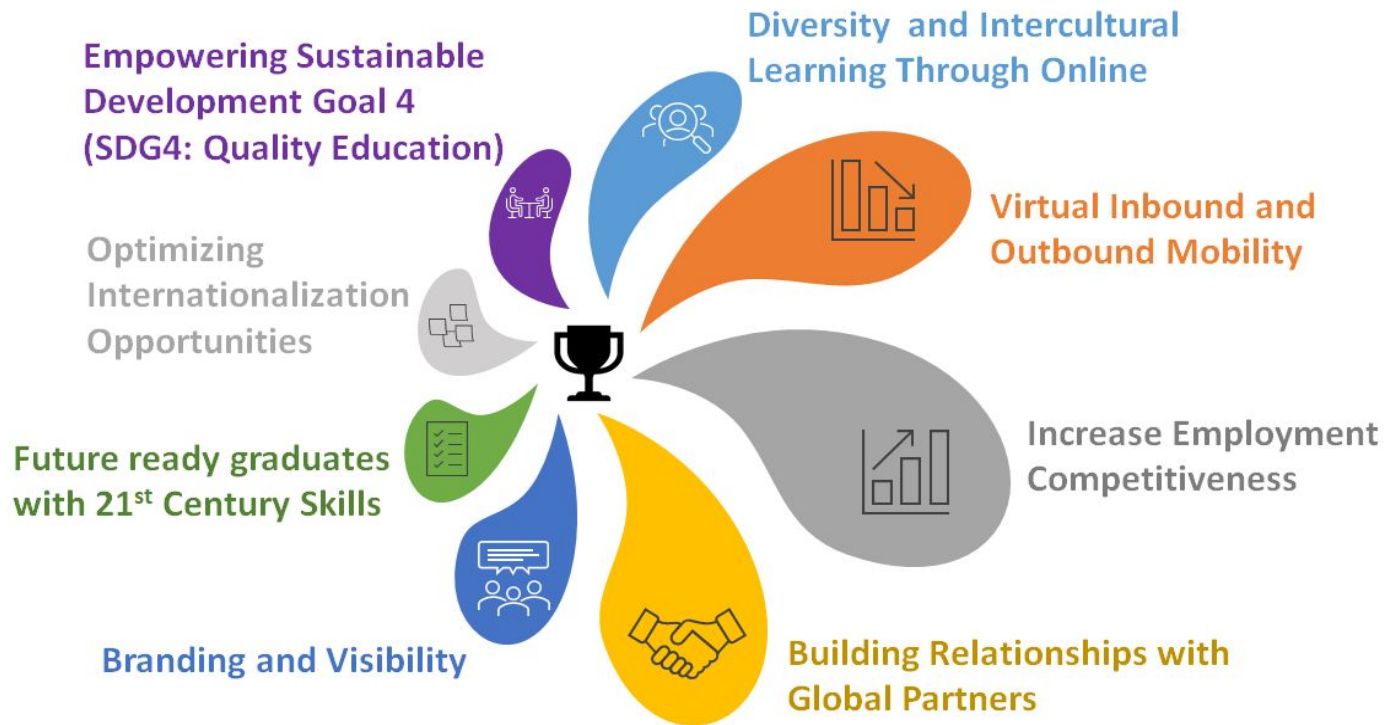 Empowering Sustainable
Development Goal 4
(SDG4: Quality Education)
Diversity and Intercultural
Learning Through Online
Virtual Inbound and
Outbound Mobility
Optimizing
Internationalization
Opportunities
Increase Employment
Competitiveness
Future ready graduates
with 21st Century Skills
Branding and Visibility
Building Relationships with
Global Partners